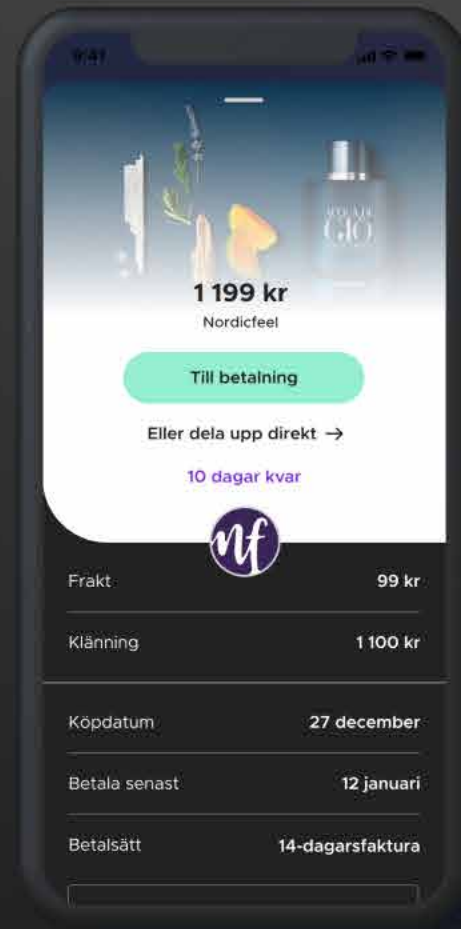 9:41
GIO
1 199 kr
Nordicfeel
Till betalning
Eller dela upp direkt →
10 dagar kvar
nf
Frakt 99 kr
Klänning 1 100 kr
Köpdatum 27 december
Betala senast 12 januari
Betalsätt 14-dagarsfaktura